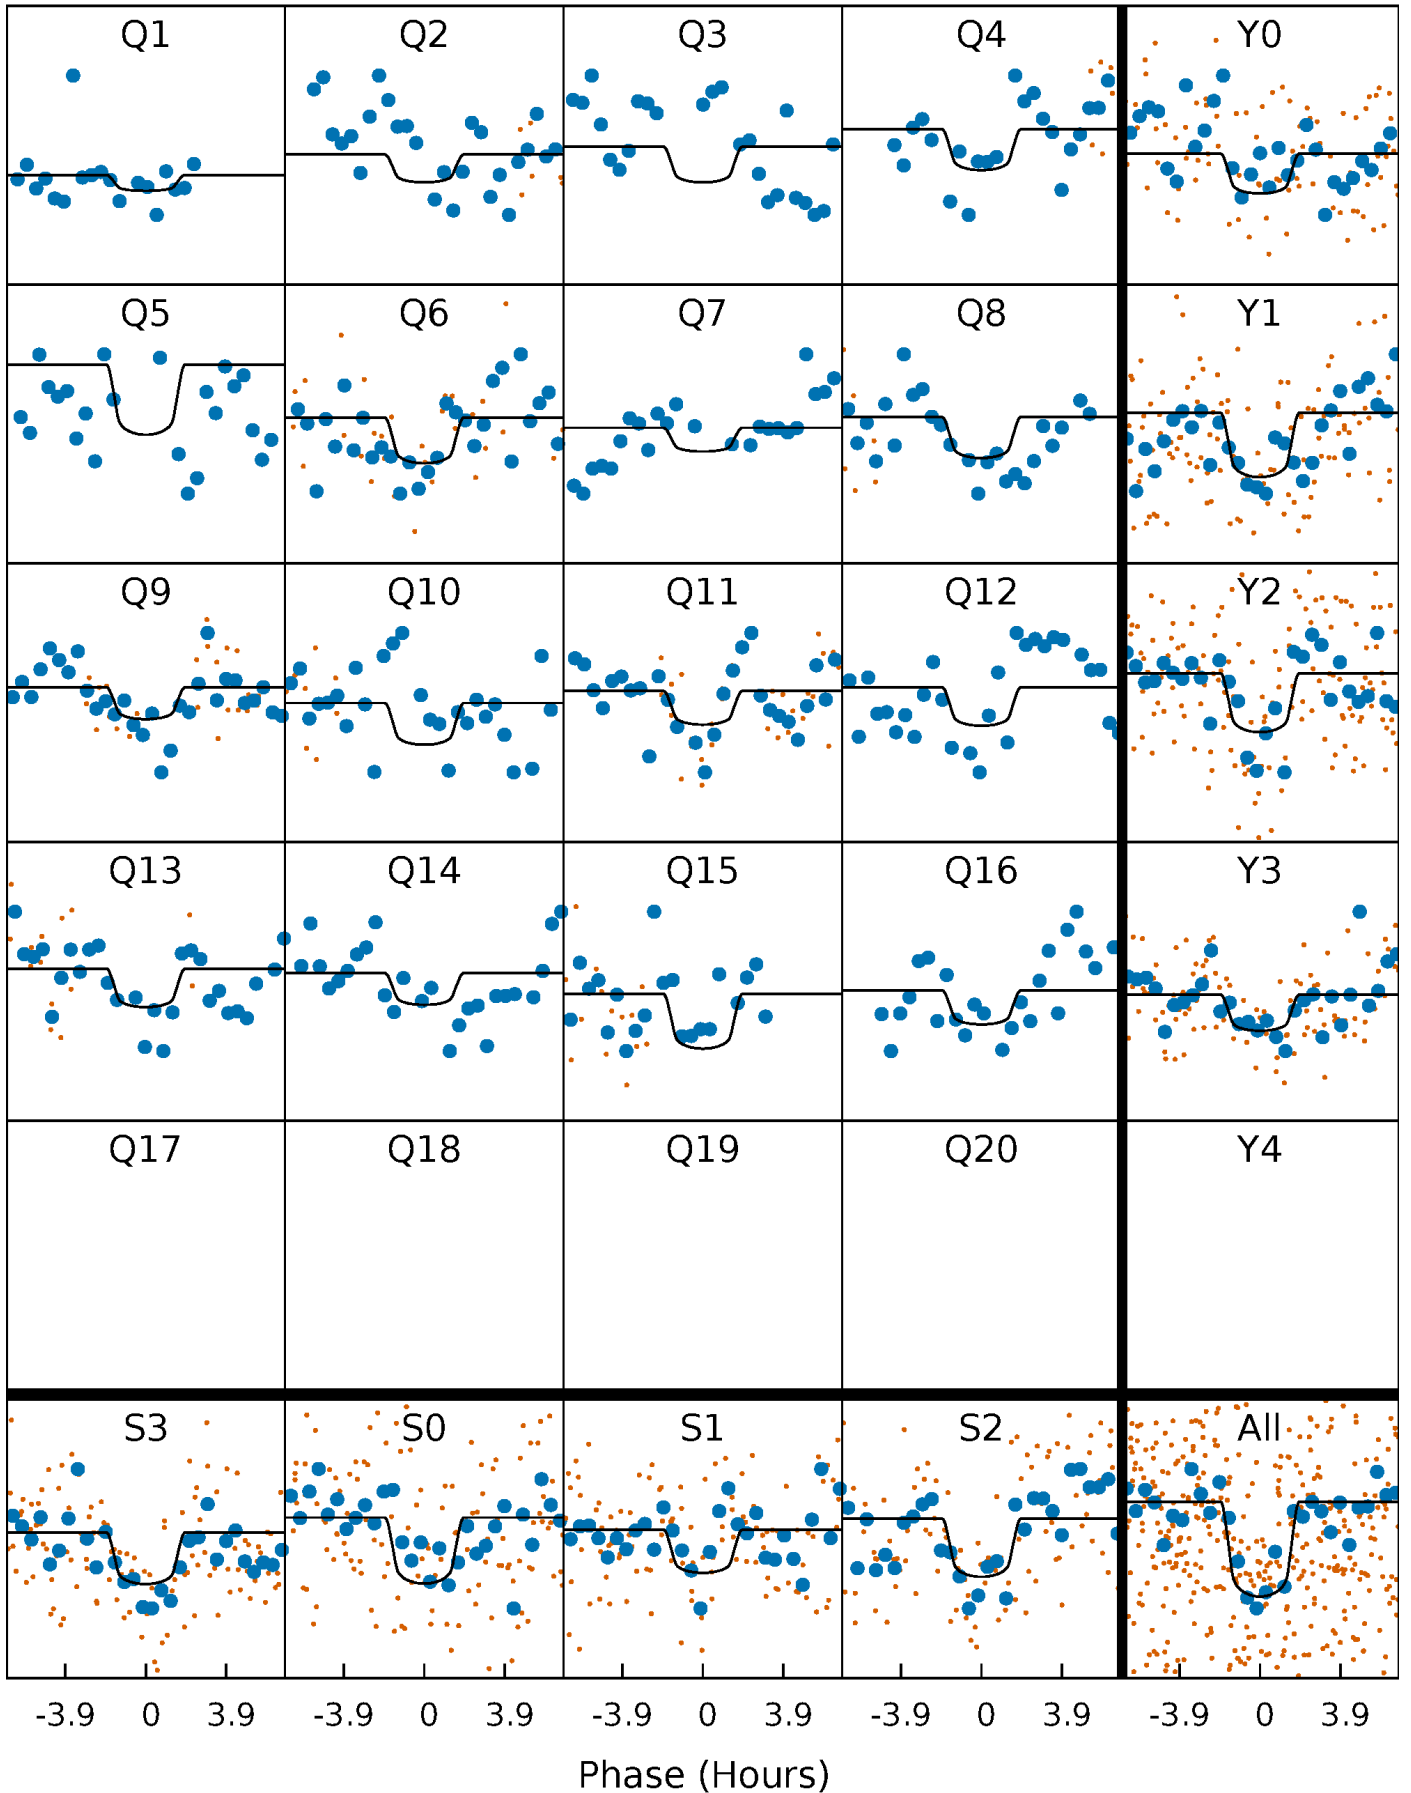 Q1 Q2 Q3 Q4 Y0
Q5 Q6 Q7 Q8 Y1
Q9 Q10 Q11 Q12 Y2
Q13 Q14 Q15 Q16 Y3
Q17 Q18 Q19 Q20 Y4
S3 S0 S1 S2 All
-3.9 0 3.9 -3.9 0 3.9 -3.9 0 3.9 -3.9 0 3.9 -3.9 0 3.9
Phase (Hours)